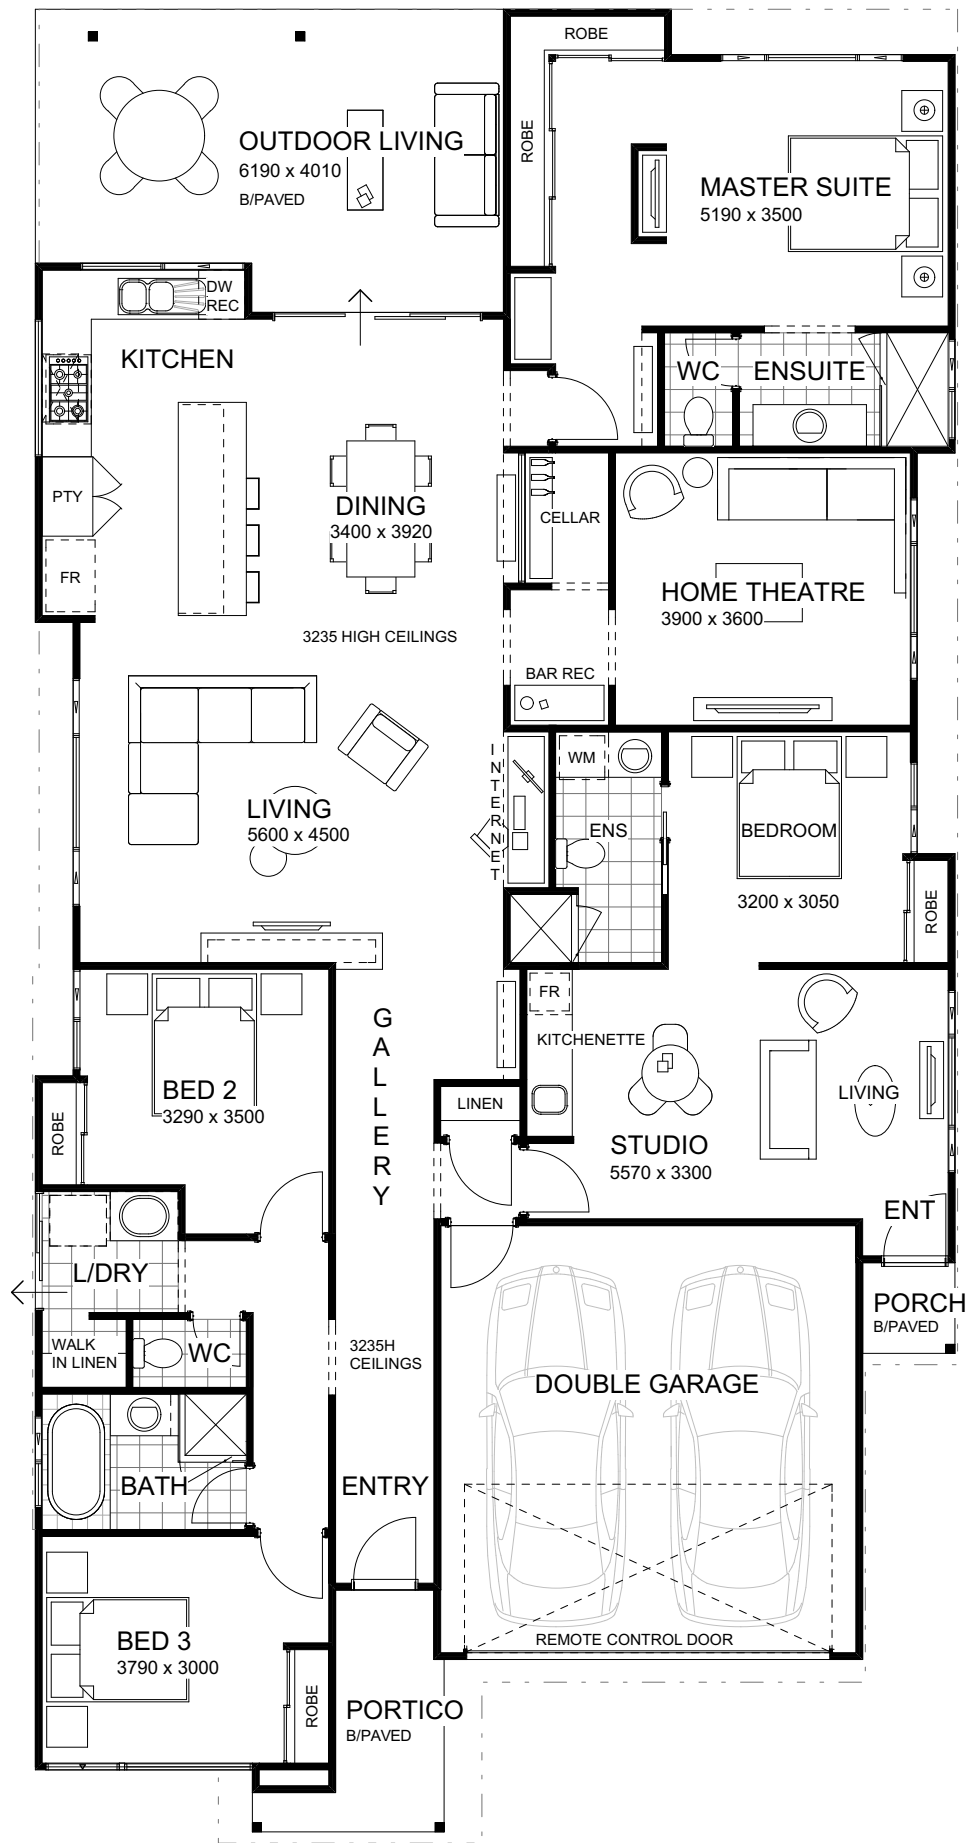 ROBE
ROBE
OUTDOOR LIVING
6190 x 4010
B/PAVED
MASTER SUITE
5190 x 3500
DW
REC
KITCHEN
WC
ENSUITE
PTY
DINING
3400 x 3920
CELLAR
FR
HOME THEATRE
3900 x 3600
3235 HIGH CEILINGS
BAR REC
INTERNET
WM
LIVING
5600 x 4500
ENS
BEDROOM
3200 x 3050
ROBE
FR
GALLERY
KITCHENETTE
BED 2
3290 x 3500
LINEN
LIVING
ROBE
STUDIO
5570 x 3300
ENT
L/DRY
PORCH
B/PAVED
WALK
IN LINEN
WC
3235H
CEILINGS
DOUBLE GARAGE
BATH
ENTRY
REMOTE CONTROL DOOR
BED 3
3790 x 3000
ROBE
PORTICO
B/PAVED